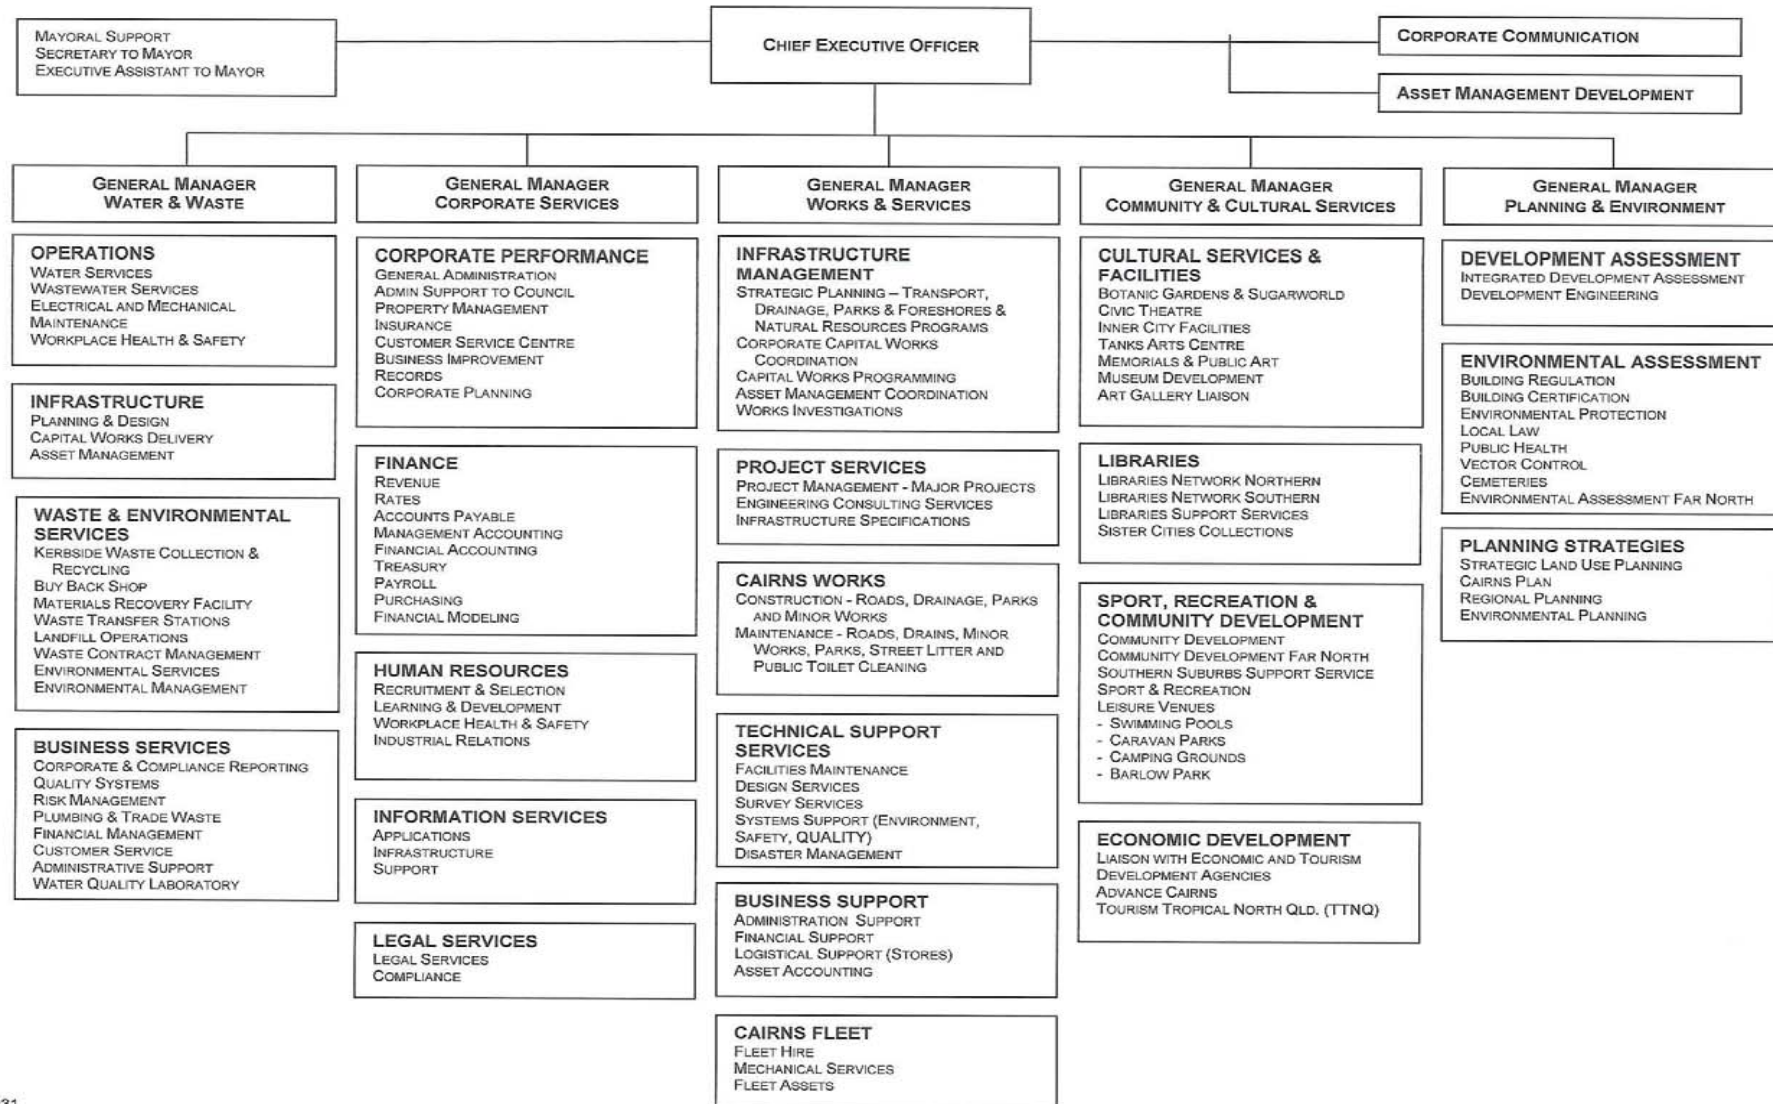 MAYORAL SUPPORT
SECRETARY TO MAYOR
EXECUTIVE ASSISTANT TO MAYOR
CHIEF EXECUTIVE OFFICER
CORPORATE COMMUNICATION
ASSET MANAGEMENT DEVELOPMENT
GENERAL MANAGER
WATER & WASTE
OPERATIONS
WATER SERVICES
WASTEWATER SERVICES
ELECTRICAL AND MECHANICAL
MAINTENANCE
WORKPLACE HEALTH & SAFETY
INFRASTRUCTURE
PLANNING & DESIGN
CAPITAL WORKS DELIVERY
ASSET MANAGEMENT
WASTE & ENVIRONMENTAL
SERVICES
KERBSIDE WASTE COLLECTION &
RECYCLING
BUY BACK SHOP
MATERIALS RECOVERY FACILITY
WASTE TRANSFER STATIONS
LANDFILL OPERATIONS
WASTE CONTRACT MANAGEMENT
ENVIRONMENTAL SERVICES
ENVIRONMENTAL MANAGEMENT
BUSINESS SERVICES
CORPORATE & COMPLIANCE REPORTING
QUALITY SYSTEMS
RISK MANAGEMENT
PLUMBING & TRADE WASTE
FINANCIAL MANAGEMENT
CUSTOMER SERVICE
ADMINISTRATIVE SUPPORT
WATER QUALITY LABORATORY
GENERAL MANAGER
CORPORATE SERVICES
CORPORATE PERFORMANCE
GENERAL ADMINISTRATION
ADMIN SUPPORT TO COUNCIL
PROPERTY MANAGEMENT
INSURANCE
CUSTOMER SERVICE CENTRE
BUSINESS IMPROVEMENT
RECORDS
CORPORATE PLANNING
FINANCE
REVENUE
RATES
ACCOUNTS PAYABLE
MANAGEMENT ACCOUNTING
FINANCIAL ACCOUNTING
TREASURY
PAYROLL
PURCHASING
FINANCIAL MODELING
HUMAN RESOURCES
RECRUITMENT & SELECTION
LEARNING & DEVELOPMENT
WORKPLACE HEALTH & SAFETY
INDUSTRIAL RELATIONS
INFORMATION SERVICES
APPLICATIONS
INFRASTRUCTURE
SUPPORT
LEGAL SERVICES
LEGAL SERVICES
COMPLIANCE
GENERAL MANAGER
WORKS & SERVICES
INFRASTRUCTURE
MANAGEMENT
STRATEGIC PLANNING – TRANSPORT,
DRAINAGE, PARKS & FORESHORES &
NATURAL RESOURCES PROGRAMS
CORPORATE CAPITAL WORKS
COORDINATION
CAPITAL WORKS PROGRAMMING
ASSET MANAGEMENT COORDINATION
WORKS INVESTIGATIONS
PROJECT SERVICES
PROJECT MANAGEMENT - MAJOR PROJECTS
ENGINEERING CONSULTING SERVICES
INFRASTRUCTURE SPECIFICATIONS
CAIRNS WORKS
CONSTRUCTION - ROADS, DRAINAGE, PARKS
AND MINOR WORKS
MAINTENANCE - ROADS, DRAINS, MINOR
WORKS, PARKS, STREET LITTER AND
PUBLIC TOILET CLEANING
TECHNICAL SUPPORT
SERVICES
FACILITIES MAINTENANCE
DESIGN SERVICES
SURVEY SERVICES
SYSTEMS SUPPORT (ENVIRONMENT,
SAFETY, QUALITY)
DISASTER MANAGEMENT
BUSINESS SUPPORT
ADMINISTRATION SUPPORT
FINANCIAL SUPPORT
LOGISTICAL SUPPORT (STORES)
ASSET ACCOUNTING
CAIRNS FLEET
FLEET HIRE
MECHANICAL SERVICES
FLEET ASSETS
GENERAL MANAGER
COMMUNITY & CULTURAL SERVICES
CULTURAL SERVICES &
FACILITIES
BOTANIC GARDENS & SUGARWORLD
CIVIC THEATRE
INNER CITY FACILITIES
TANKS ARTS CENTRE
MEMORIALS & PUBLIC ART
MUSEUM DEVELOPMENT
ART GALLERY LIAISON
LIBRARIES
LIBRARIES NETWORK NORTHERN
LIBRARIES NETWORK SOUTHERN
LIBRARIES SUPPORT SERVICES
SISTER CITIES COLLECTIONS
SPORT, RECREATION &
COMMUNITY DEVELOPMENT
COMMUNITY DEVELOPMENT
COMMUNITY DEVELOPMENT FAR NORTH
SOUTHERN SUBURBS SUPPORT SERVICE
SPORT & RECREATION
LEISURE VENUES
- SWIMMING POOLS
- CARAVAN PARKS
- CAMPING GROUNDS
- BARLOW PARK
ECONOMIC DEVELOPMENT
LIAISON WITH ECONOMIC AND TOURISM
DEVELOPMENT AGENCIES
ADVANCE CAIRNS
TOURISM TROPICAL NORTH QLD. (TTNQ)
GENERAL MANAGER
PLANNING & ENVIRONMENT
DEVELOPMENT ASSESSMENT
INTEGRATED DEVELOPMENT ASSESSMENT
DEVELOPMENT ENGINEERING
ENVIRONMENTAL ASSESSMENT
BUILDING REGULATION
BUILDING CERTIFICATION
ENVIRONMENTAL PROTECTION
LOCAL LAW
PUBLIC HEALTH
VECTOR CONTROL
CEMETERIES
ENVIRONMENTAL ASSESSMENT FAR NORTH
PLANNING STRATEGIES
STRATEGIC LAND USE PLANNING
CAIRNS PLAN
REGIONAL PLANNING
ENVIRONMENTAL PLANNING